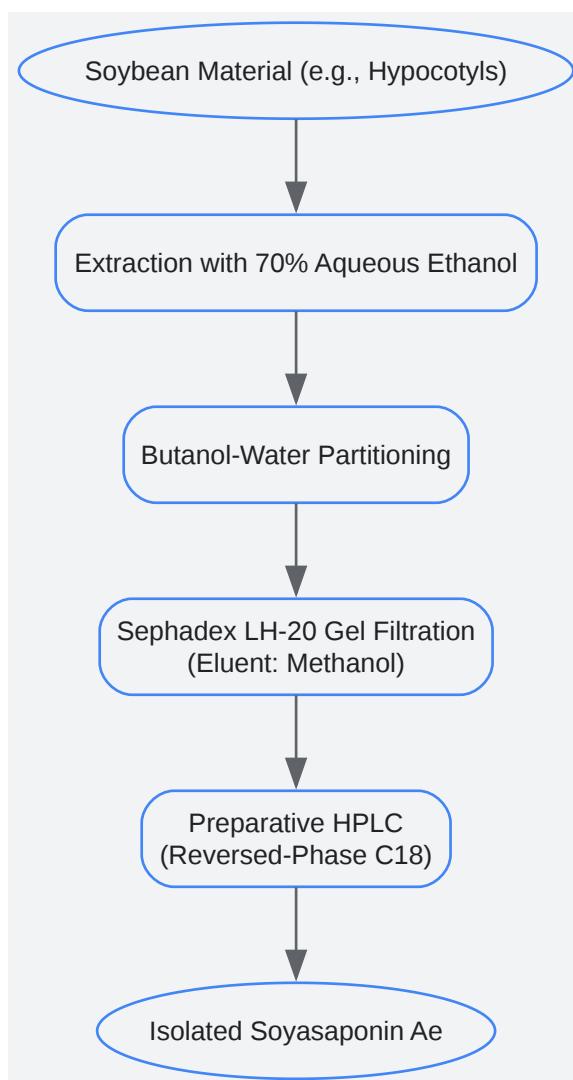 Soybean Material (e.g., Hypocotyls)
Extraction with 70% Aqueous Ethanol
Butanol-Water Partitioning
Sephadex LH-20 Gel Filtration
(Eluent: Methanol)
Preparative HPLC
(Reversed-Phase C18)
Isolated Soyasaponin Ae